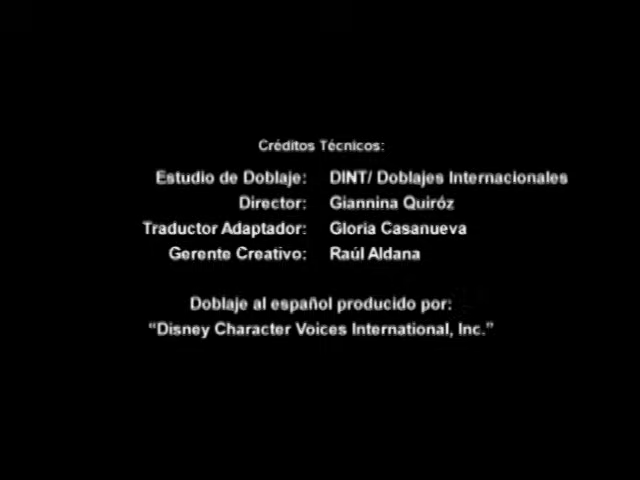 Créditos Técnicos:
Estudio de Doblaje: DINT/ Doblajes Internacionales
Director: Giannina Quiróz
Traductor Adaptador: Gloria Casanueva
Gerente Creativo: Raúl Aldana
Doblaje al español producido por:
“Disney Character Voices International, Inc.”